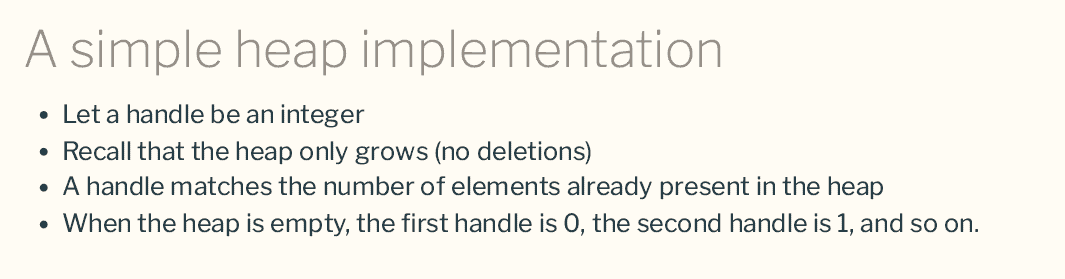 A simple heap implementation
• Let a handle be an integer
• Recall that the heap only grows (no deletions)
• A handle matches the number of elements already present in the heap
• When the heap is empty, the first handle is 0, the second handle is 1, and so on.